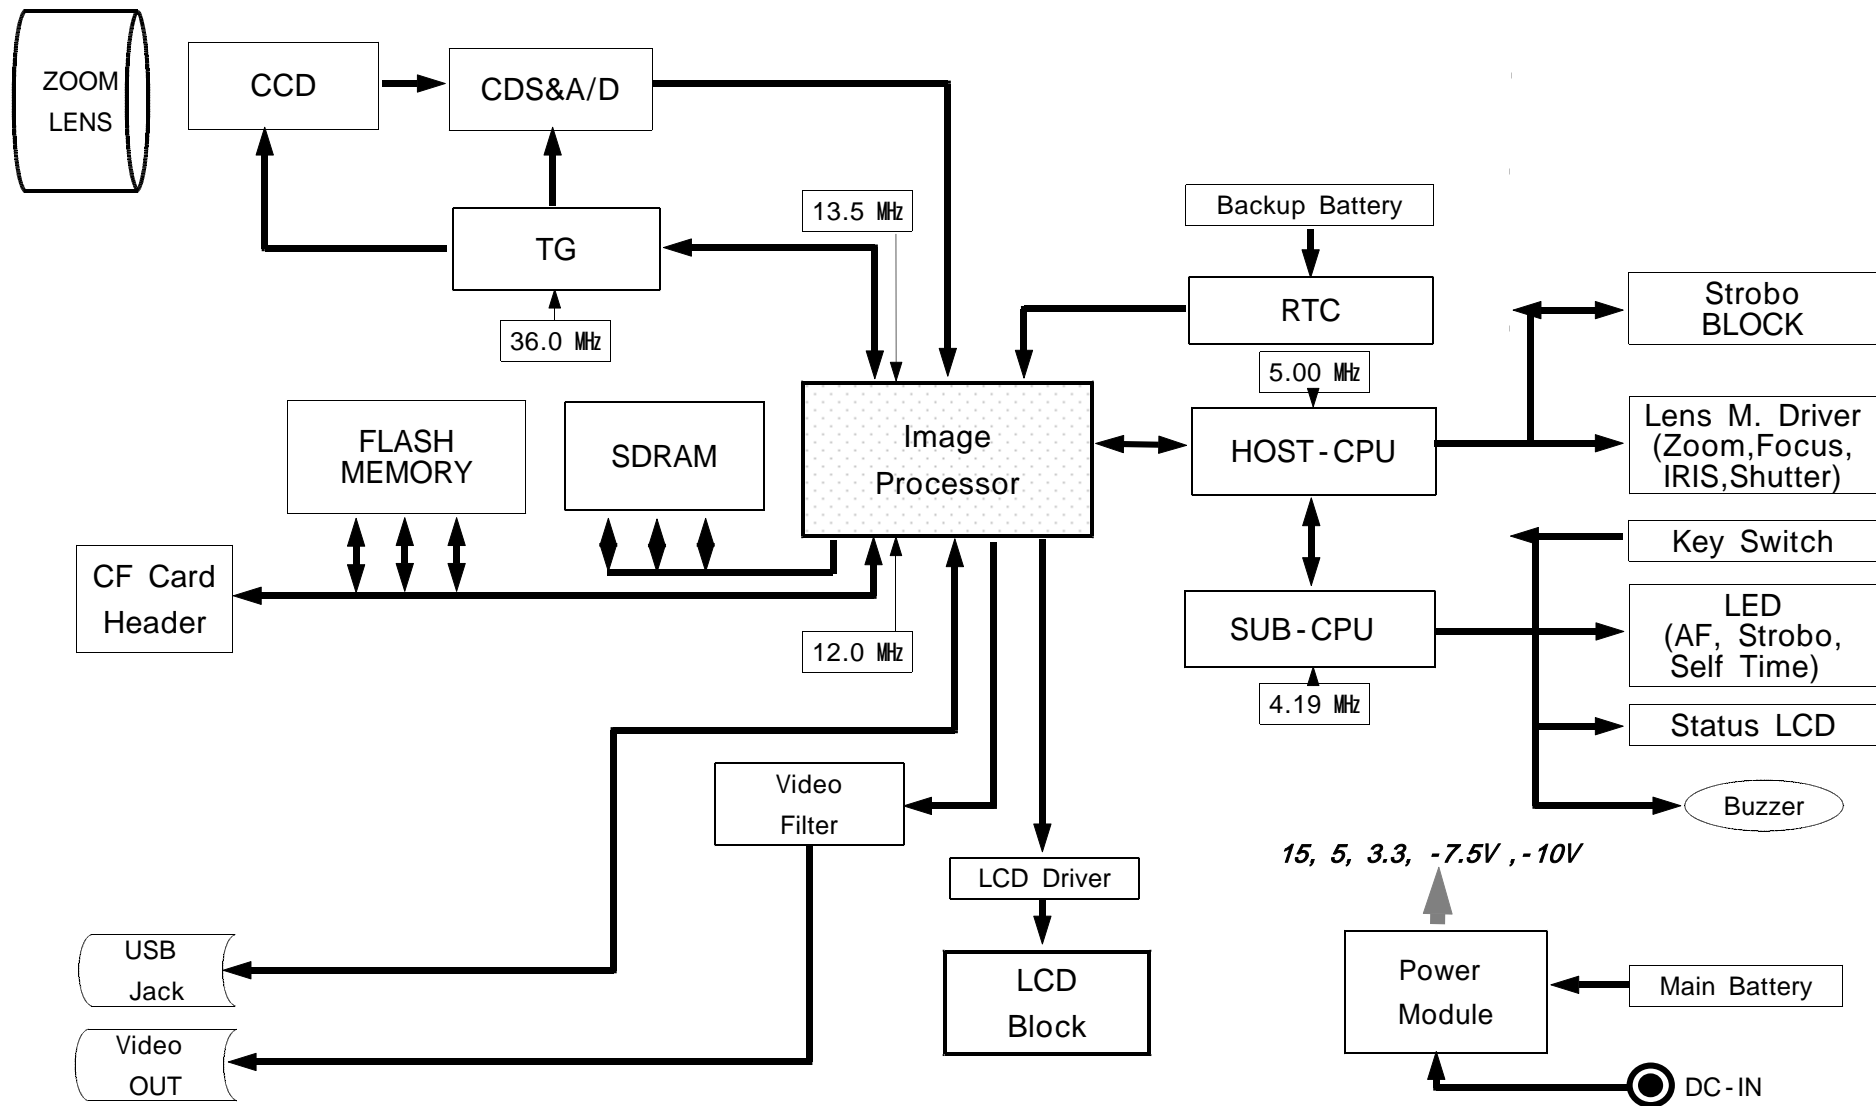 ZOOM
LENS
CCD
CDS&A/D
TG
13.5 MHz
36.0 MHz
Backup Battery
RTC
5.00 MHz
Strobo
BLOCK
FLASH
MEMORY
SDRAM
Image
Processor
HOST-CPU
Lens M. Driver
(Zoom,Focus,
IRIS,Shutter)
Key Switch
CF Card
Header
12.0 MHz
SUB-CPU
LED
(AF, Strobo,
Self Time)
4.19 MHz
Status LCD
Video
Filter
Buzzer
15, 5, 3.3, -7.5V ,-10V
LCD Driver
USB
Jack
LCD
Block
Power
Module
Main Battery
Video
OUT
DC-IN